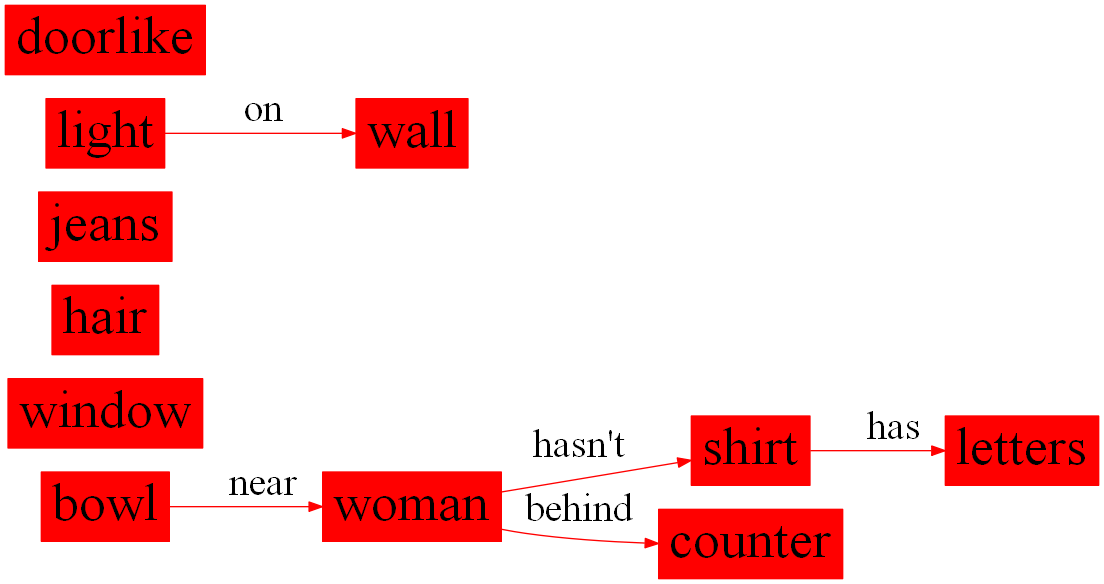 doorlike
light on wall
jeans
hair
window
bowl near woman hasn't shirt has letters
behind counter